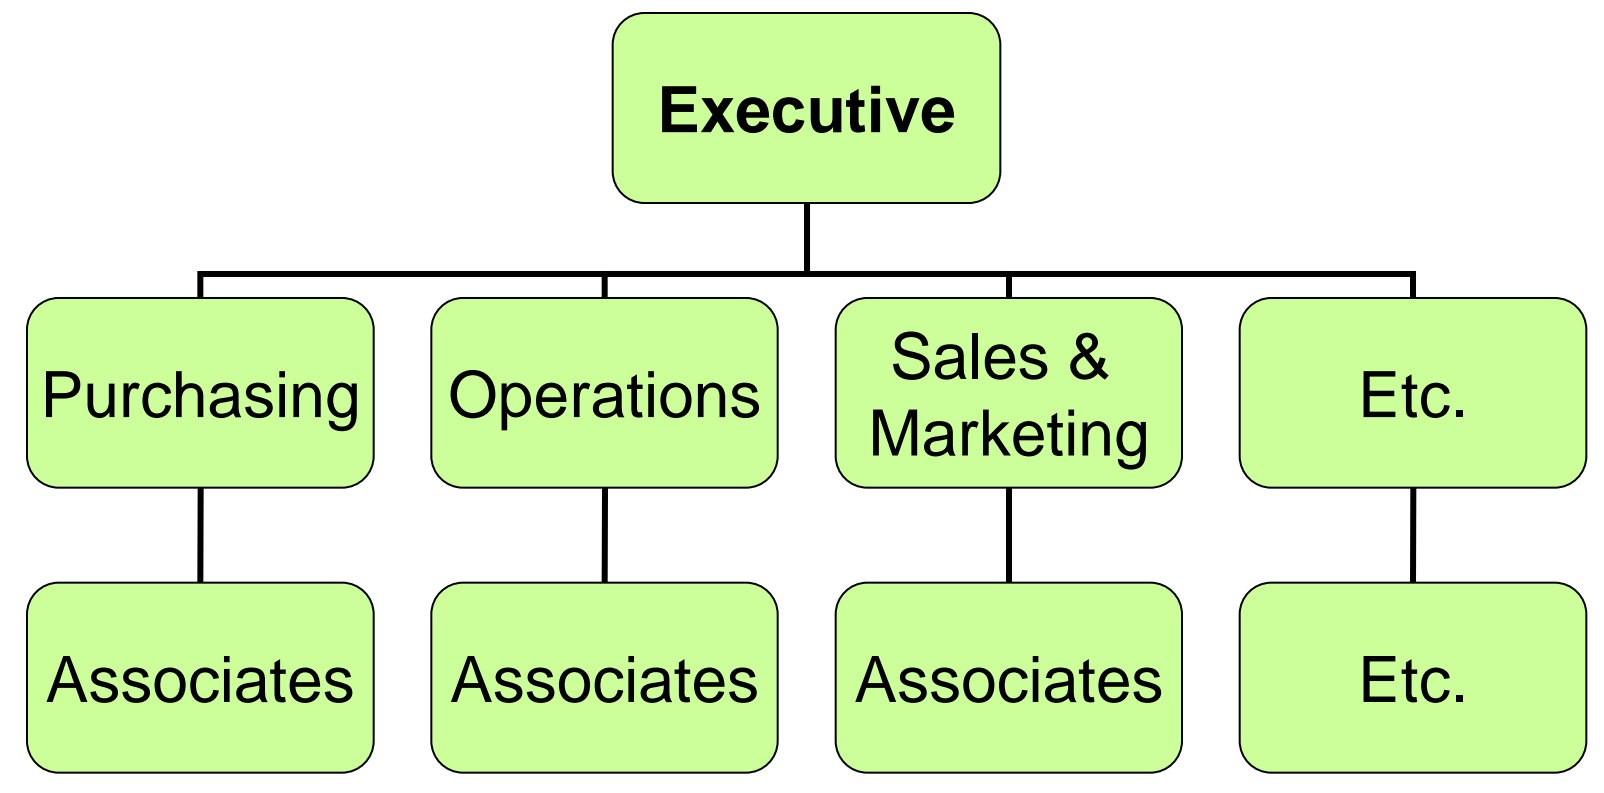 Executive
Purchasing
Operations
Sales &
Marketing
Etc.
Associates
Associates
Associates
Etc.